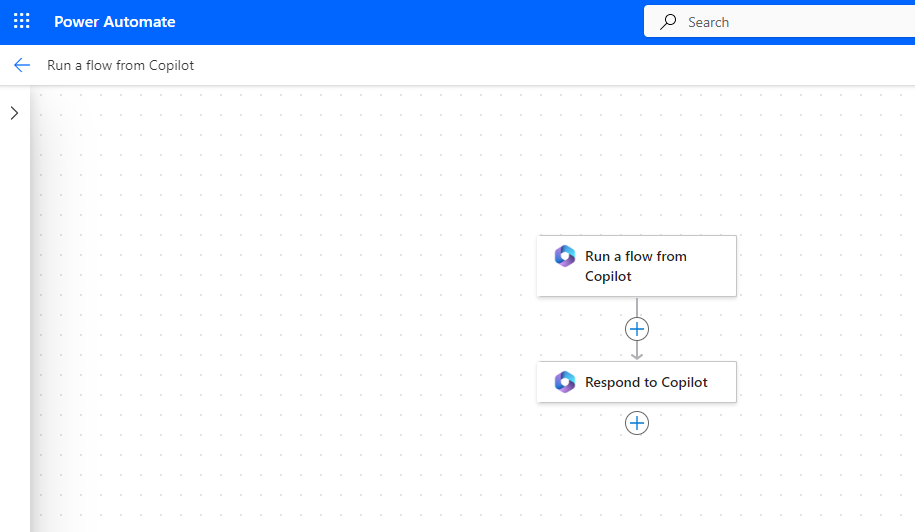 Power Automate
Search
Run a flow from Copilot
Run a flow from
Copilot
Respond to Copilot